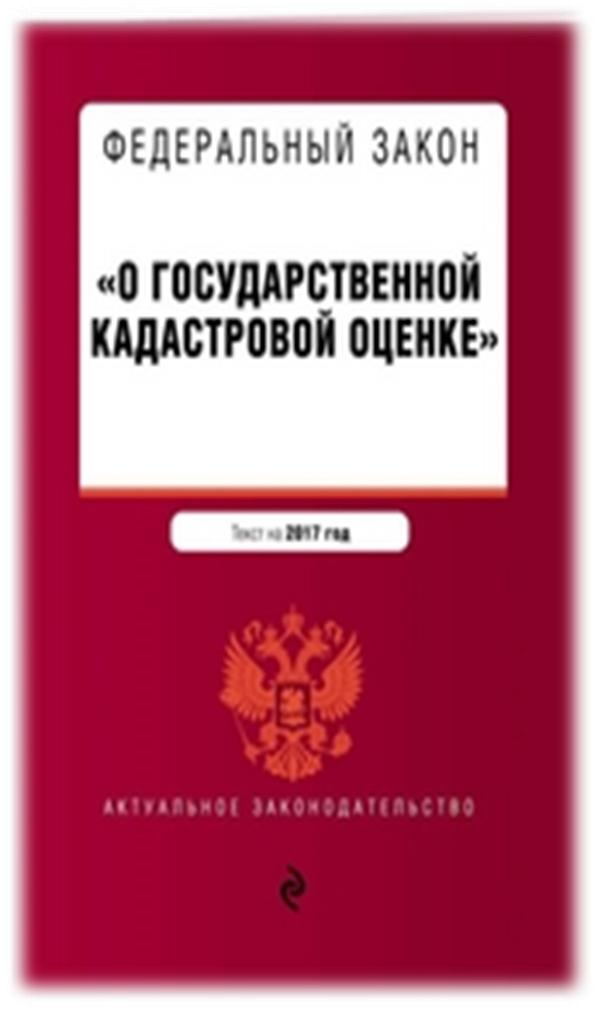 ФЕДЕРАЛЬНЫЙ ЗАКОН
«О ГОСУДАРСТВЕННОЙ
КАДАСТРОВОЙ ОЦЕНКЕ»
Текст на 2017 год
АКТУАЛЬНОЕ ЗАКОНОДАТЕЛЬСТВО